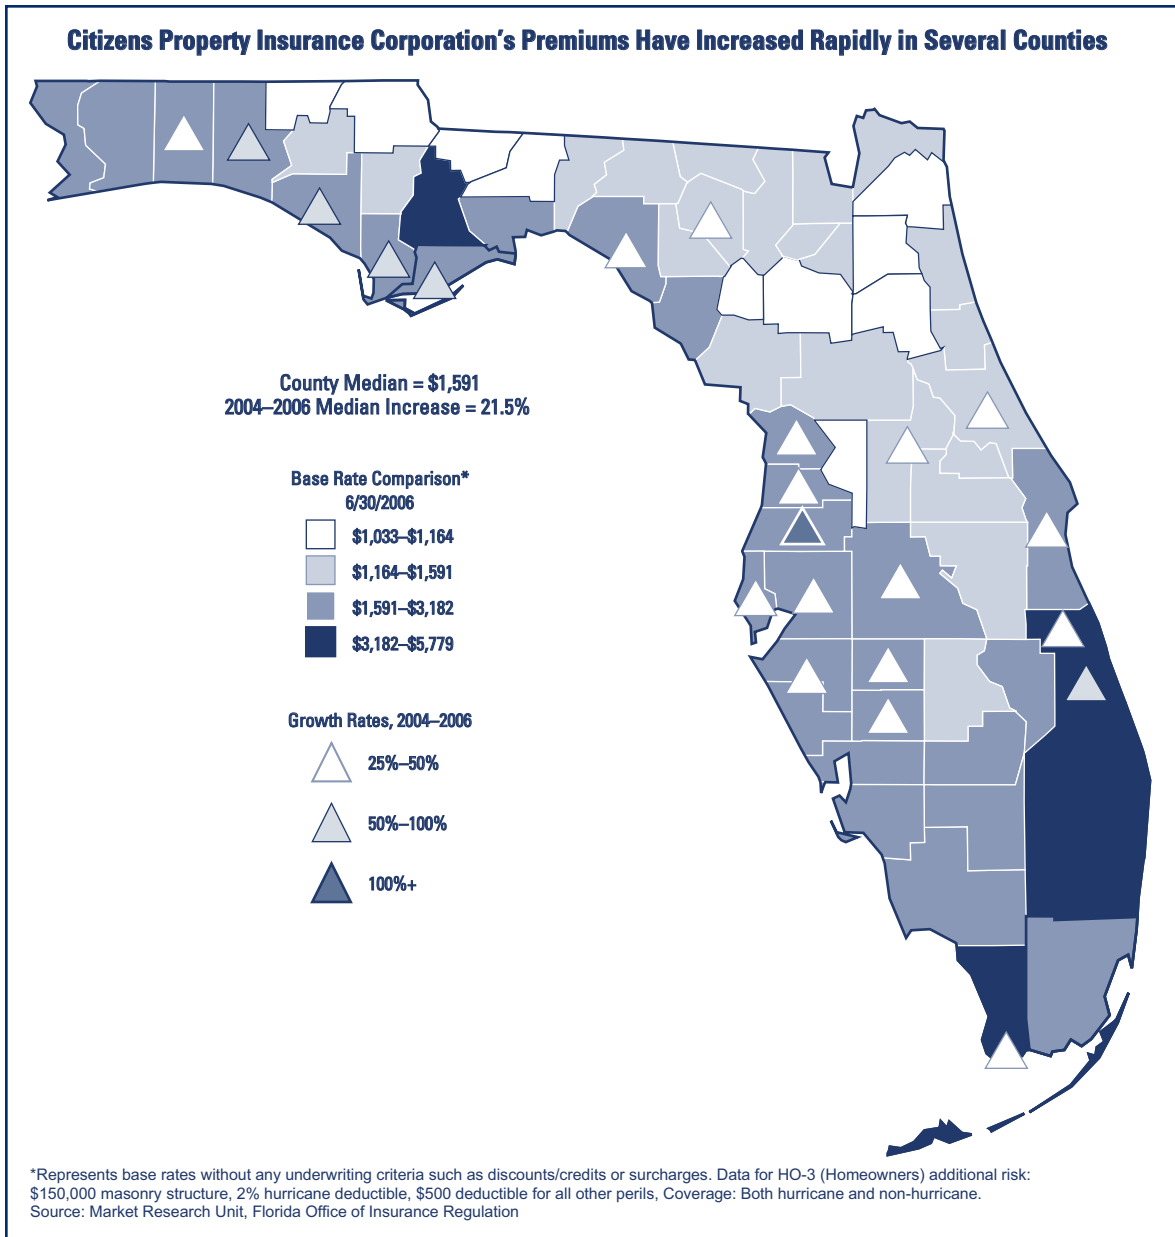 Citizens Property Insurance Corporation's Premiums Have Increased Rapidly in Several Counties
County Median = $1,591
2004–2006 Median Increase = 21.5%
Base Rate Comparison*
6/30/2006
$1,033–$1,164
$1,164–$1,591
$1,591–$3,182
$3,182–$5,779
Growth Rates, 2004–2006
25%–50%
50%–100%
100%+
*Represents base rates without any underwriting criteria such as discounts/credits or surcharges. Data for HO-3 (Homeowners) additional risk:
$150,000 masonry structure, 2% hurricane deductible, $500 deductible for all other perils, Coverage: Both hurricane and non-hurricane.
Source: Market Research Unit, Florida Office of Insurance Regulation